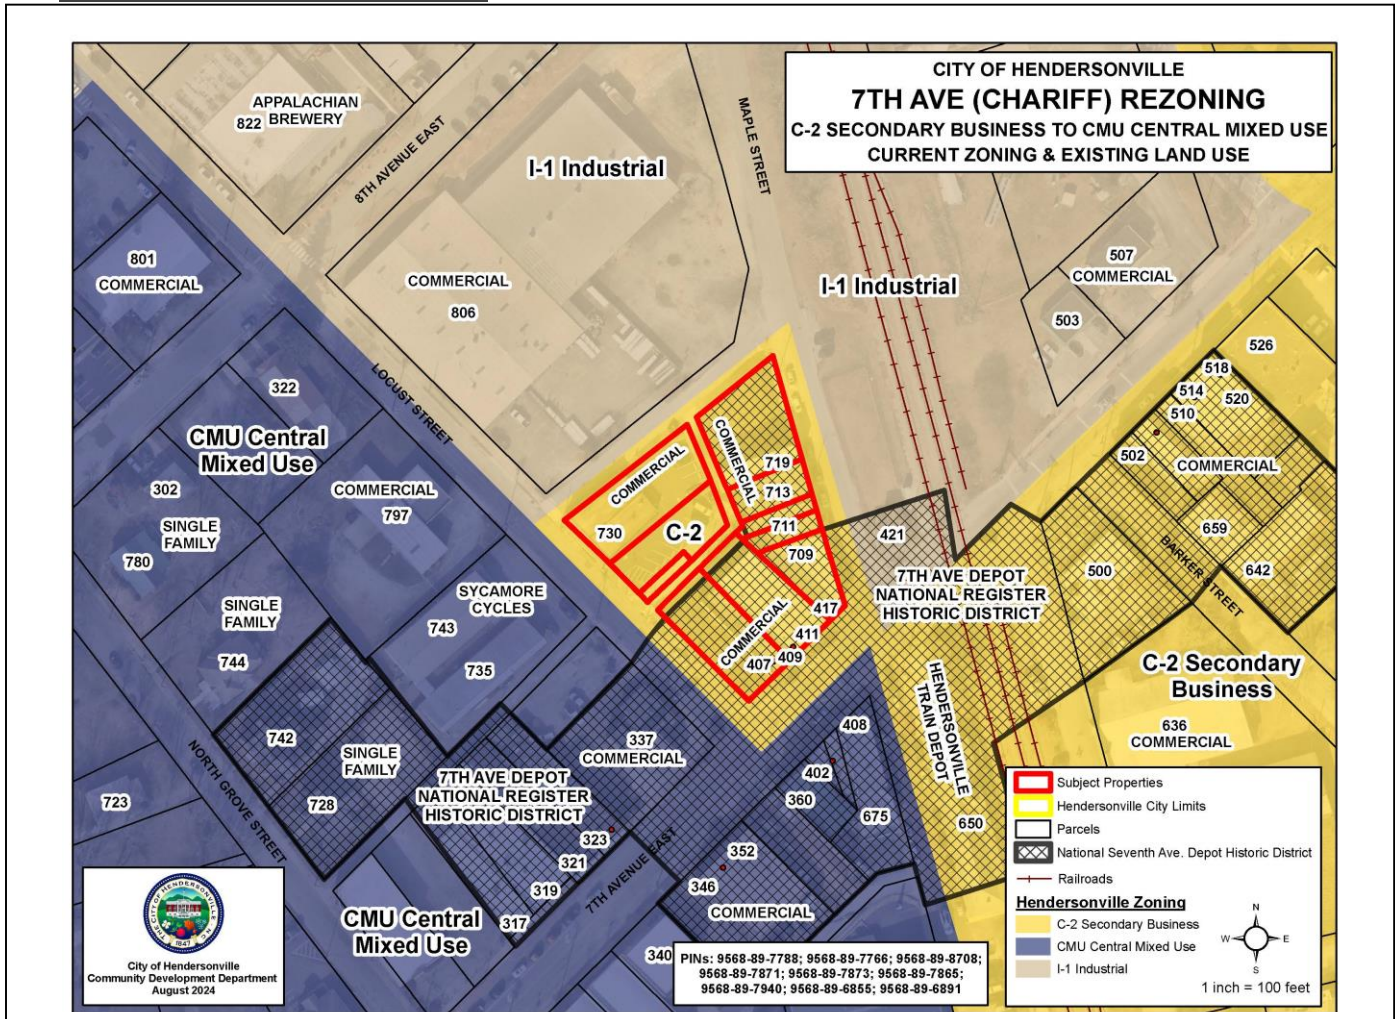 CITY OF HENDERSONVILLE
7TH AVE (CHARIFF) REZONING
C-2 SECONDARY BUSINESS TO CMU CENTRAL MIXED USE
CURRENT ZONING & EXISTING LAND USE
APPALACHIAN
BREWERY
822
8TH AVENUE EAST
MAPLE STREET
I-1 Industrial
801
COMMERCIAL
COMMERCIAL
806
I-1 Industrial
507
COMMERCIAL
503
526
518
514
520
510
502
COMMERCIAL
659
642
BARKER STREET
322
LOCUST STREET
CMU Central
Mixed Use
302
COMMERCIAL
797
SINGLE
FAMILY
780
COMMERCIAL
730
C-2
COMMERCIAL
719
713
711
709
417
411
409
407
COMMERCIAL
421
7TH AVE DEPOT
NATIONAL REGISTER
HISTORIC DISTRICT
500
SINGLE
FAMILY
744
SYCAMORE
CYCLES
743
735
C-2 Secondary
Business
636
COMMERCIAL
HENDERSONVILLE
TRAIN DEPOT
650
742
SINGLE
FAMILY
728
NORTH GROVE STREET
723
337
COMMERCIAL
7TH AVE DEPOT
NATIONAL REGISTER
HISTORIC DISTRICT
323
321
319
317
7TH AVENUE EAST
408
402
360
675
352
346
COMMERCIAL
340
CMU Central
Mixed Use
THE CITY OF HENDERSONVILLE, N.C.
1847
City of Hendersonville
Community Development Department
August 2024
PINs: 9568-89-7788; 9568-89-7766; 9568-89-8708;
9568-89-7871; 9568-89-7873; 9568-89-7865;
9568-89-7940; 9568-89-6855; 9568-89-6891
Subject Properties
Hendersonville City Limits
Parcels
National Seventh Ave. Depot Historic District
Railroads
Hendersonville Zoning
C-2 Secondary Business
CMU Central Mixed Use
I-1 Industrial
N
W
E
S
1 inch = 100 feet